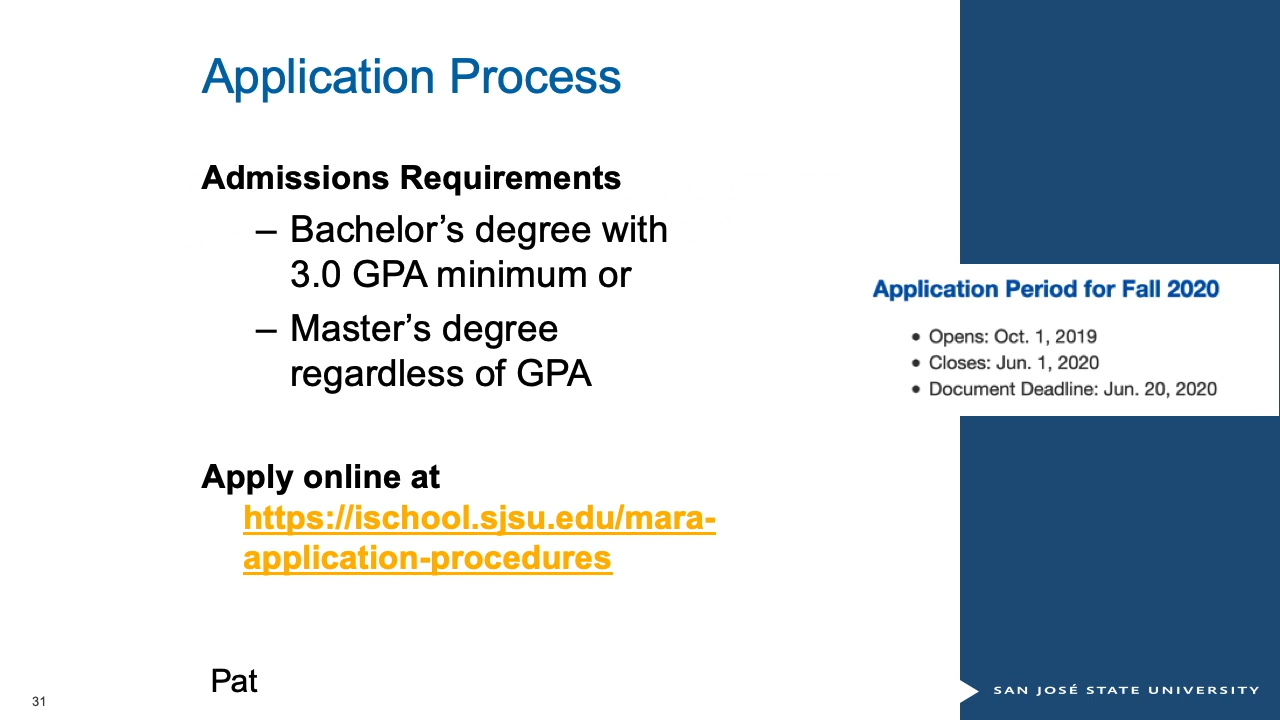 Application Process
Admissions Requirements
– Bachelor’s degree with
3.0 GPA minimum or
– Master’s degree
regardless of GPA
Apply online at
https://ischool.sjsu.edu/mara-
application-procedures
Pat
31
Application Period for Fall 2020
• Opens: Oct. 1, 2019
• Closes: Jun. 1, 2020
• Document Deadline: Jun. 20, 2020
SAN JOSÉ STATE UNIVERSITY